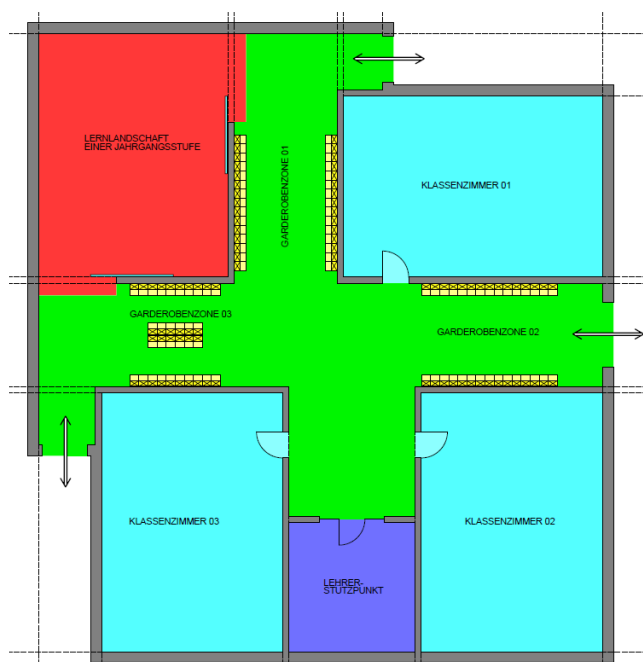 LERNLANDSCHAFT
EINER JAHRGANGSSTUFE
GARDEROBENZONE 01
KLASSENZIMMER 01
GARDEROBENZONE 03
GARDEROBENZONE 02
KLASSENZIMMER 03
KLASSENZIMMER 02
LEHRER-
STÜTZPUNKT